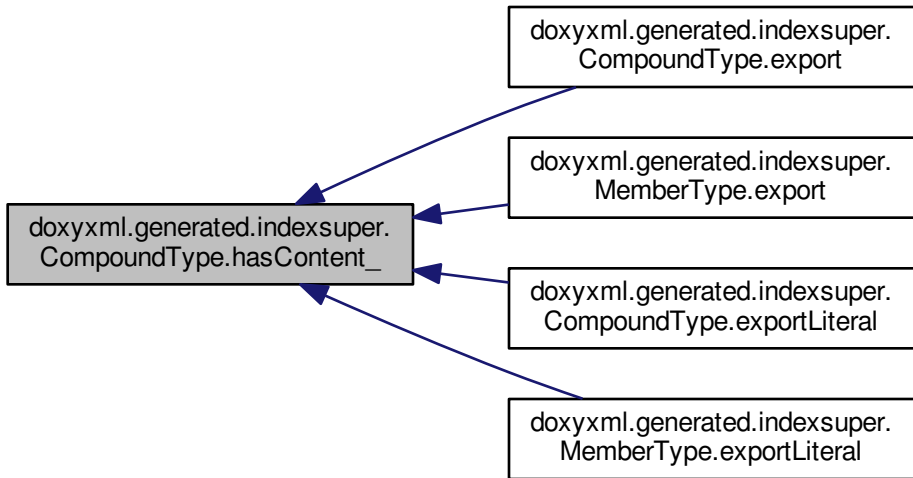 doxyxml.generated.indexsuper.
CompoundType.export
doxyxml.generated.indexsuper.
MemberType.export
doxyxml.generated.indexsuper.
CompoundType.hasContent_
doxyxml.generated.indexsuper.
CompoundType.exportLiteral
doxyxml.generated.indexsuper.
MemberType.exportLiteral